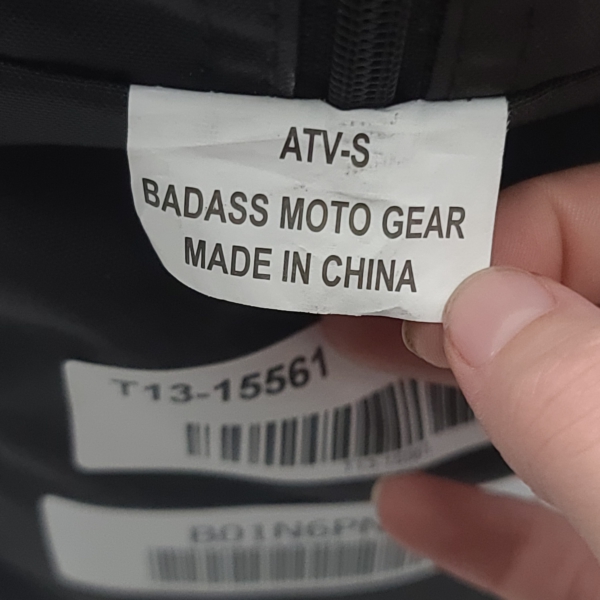 ATV-S
BADASS MOTO GEAR
MADE IN CHINA
T13-15561